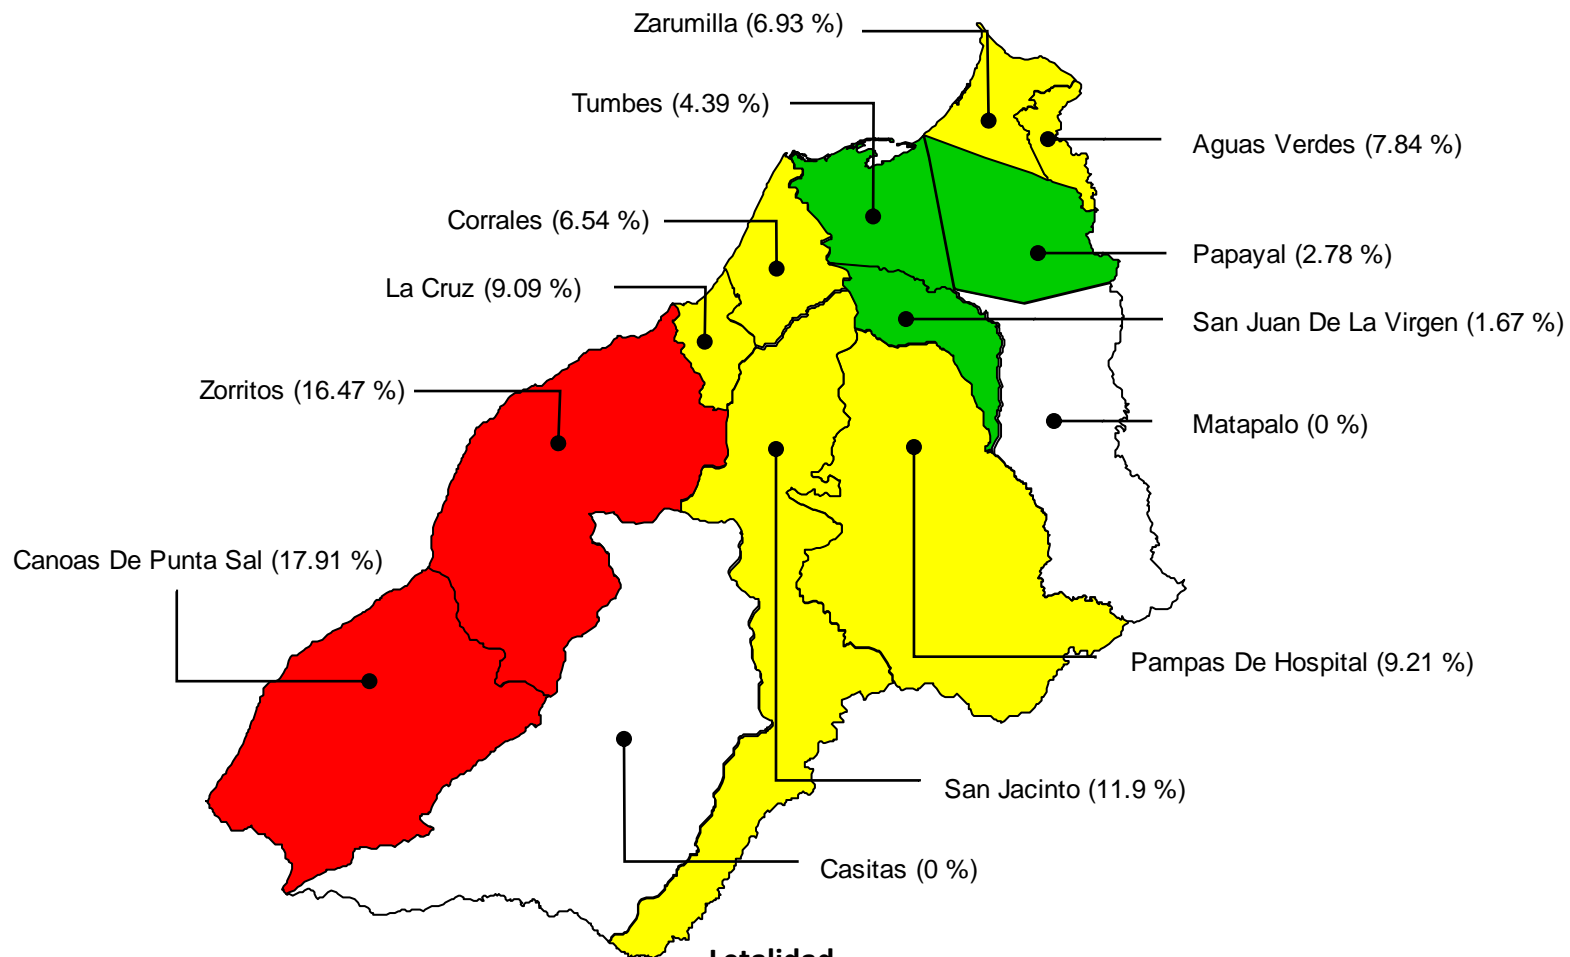 Zarumilla (6.93 %)
Tumbes (4.39 %)
Aguas Verdes (7.84 %)
Corrales (6.54 %)
Papayal (2.78 %)
La Cruz (9.09 %)
San Juan De La Virgen (1.67 %)
Zorritos (16.47 %)
Matapalo (0 %)
Canoas De Punta Sal (17.91 %)
Pampas De Hospital (9.21 %)
San Jacinto (11.9 %)
Casitas (0 %)
Letalidad